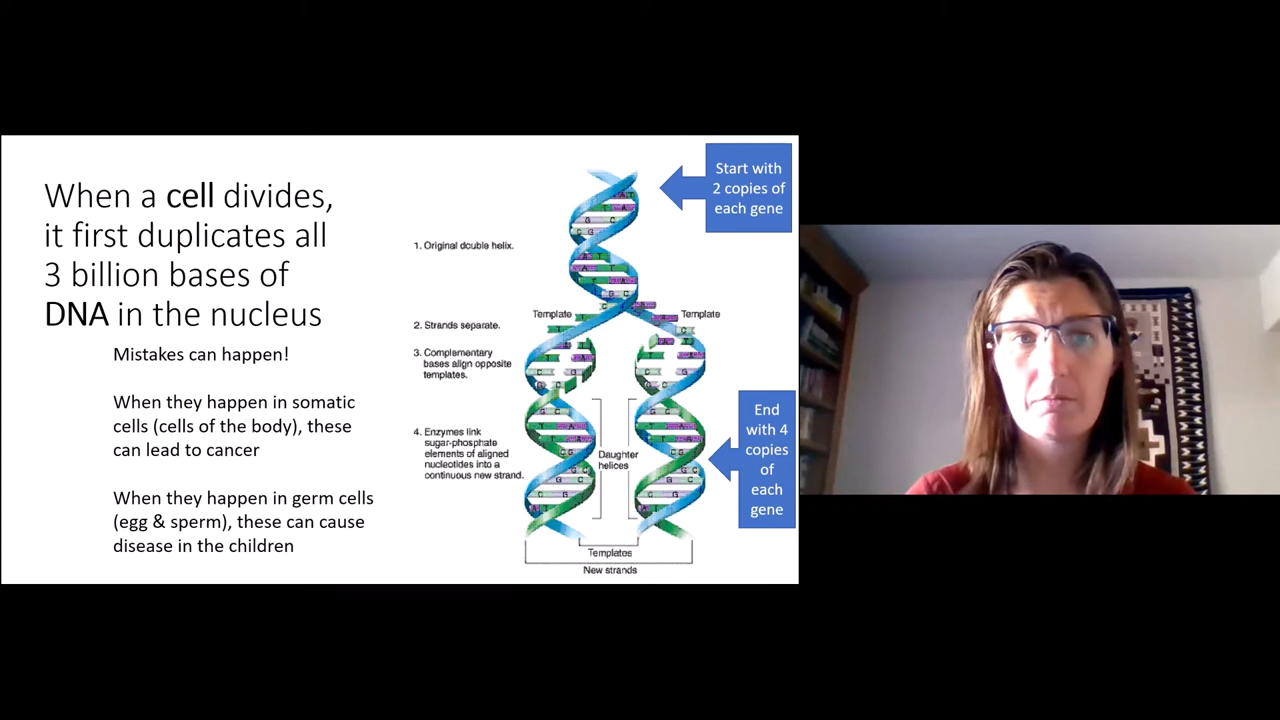 When a cell divides,
it first duplicates all
3 billion bases of
DNA in the nucleus
Mistakes can happen!
When they happen in somatic
cells (cells of the body), these
can lead to cancer
When they happen in germ cells
(egg & sperm), these can cause
disease in the children
Start with
2 copies of
each gene
1. Original double helix.
Template
Template
2. Strands separate.
3. Complementary
bases align opposite
templates.
4. Enzymes link
sugar-phosphate
elements of aligned
nucleotides into a
continuous new strand.
Daughter
helices
End
with 4
copies
of
each
gene
Templates
New strands